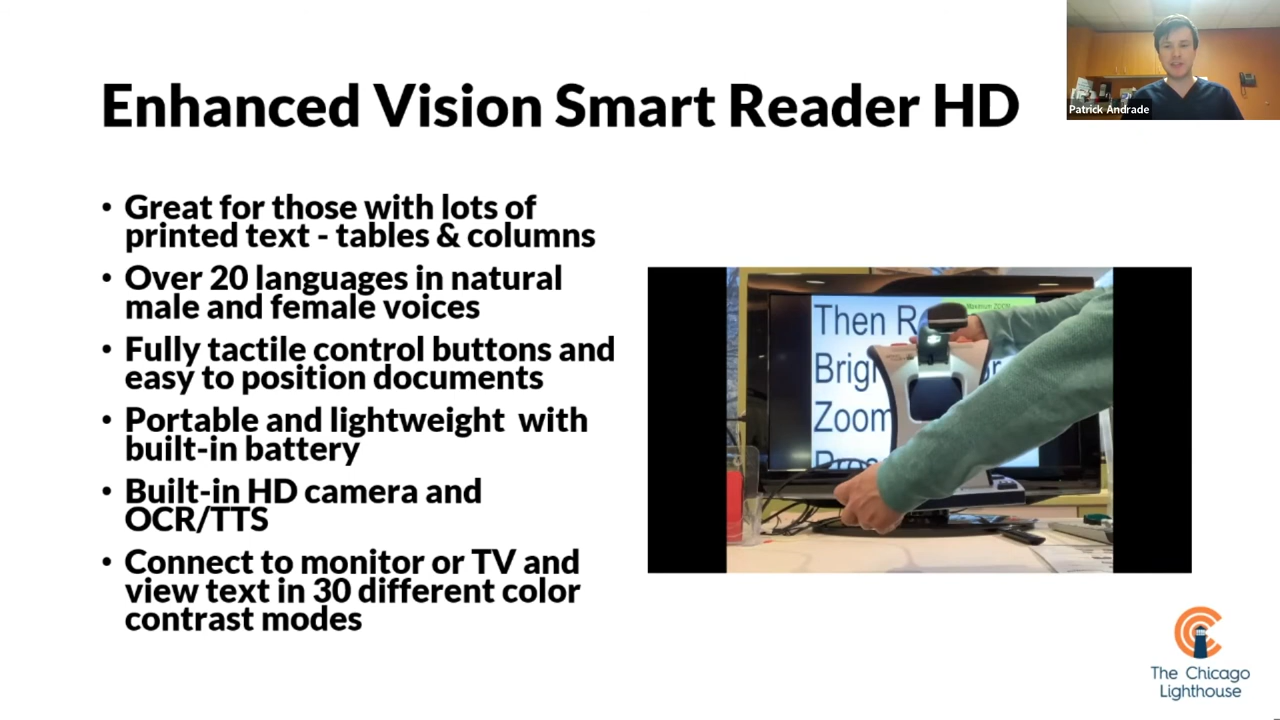 Enhanced Vision Smart Reader HD
Patrick Andrade
• Great for those with lots of
printed text - tables & columns
• Over 20 languages in natural
male and female voices
• Fully tactile control buttons and
easy to position documents
• Portable and lightweight  with
built-in battery
• Built-in HD camera and
OCR/TTS
• Connect to monitor or TV and
view text in 30 different color
contrast modes
Maximum ZOOM
Then R
Brigh
Zoom
The Chicago
Lighthouse